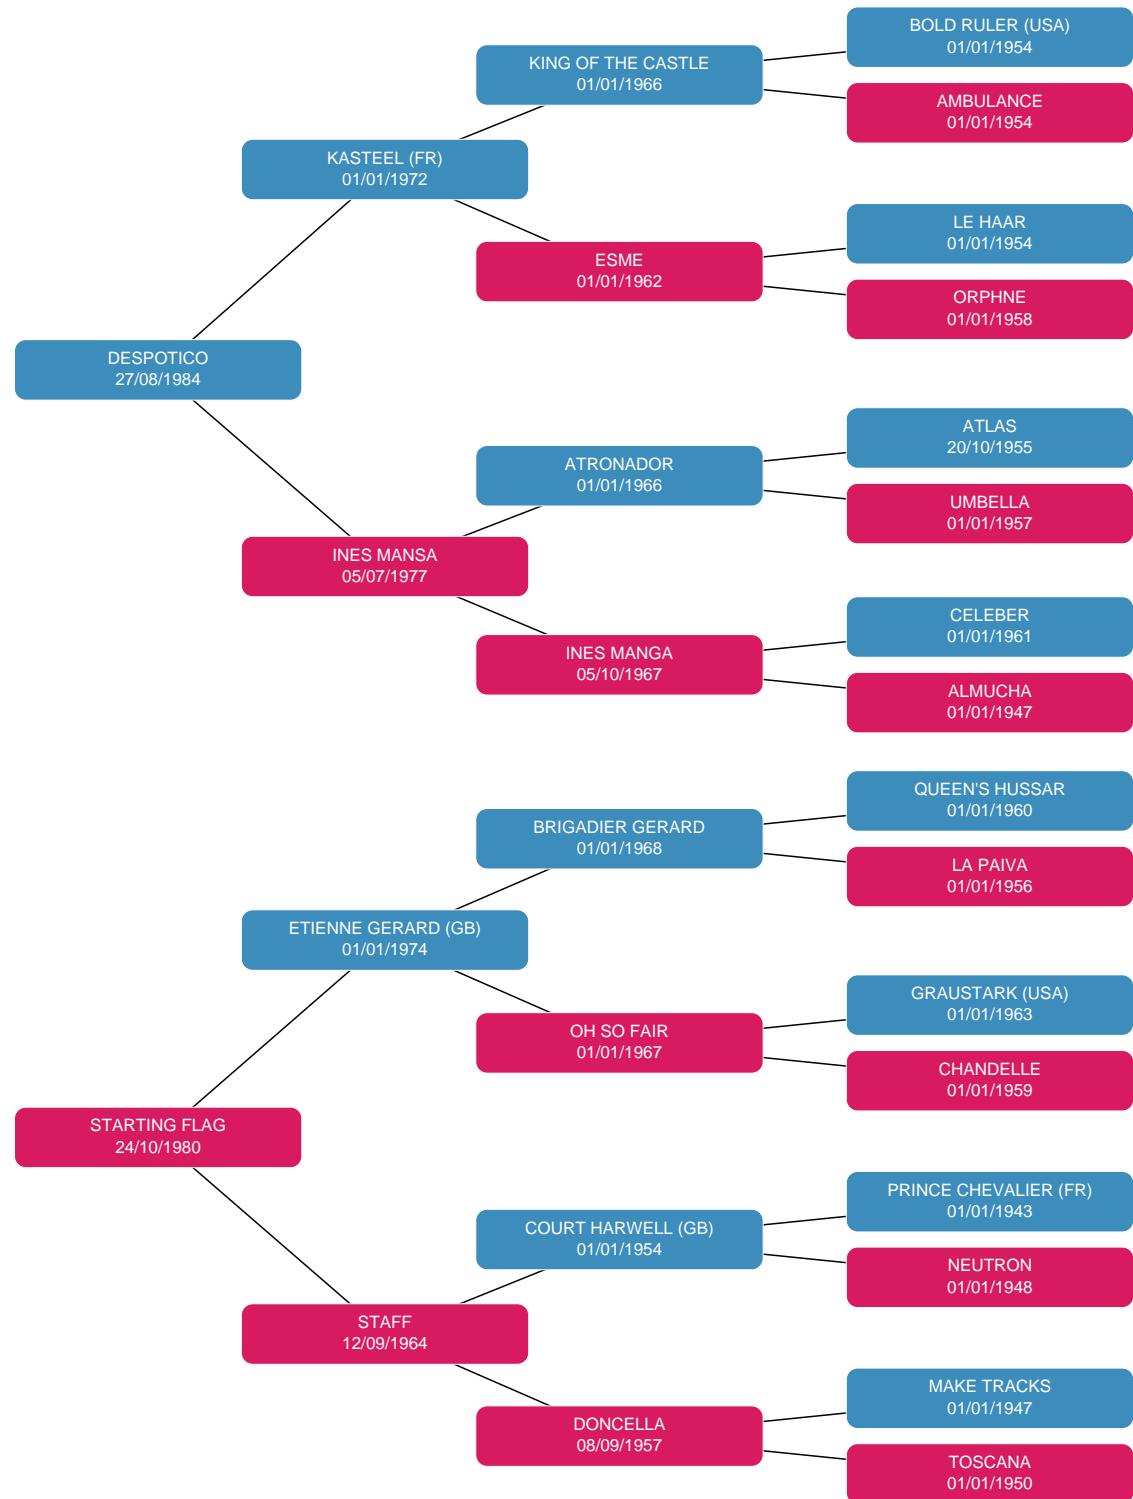 BOLD RULER (USA)
01/01/1954
KING OF THE CASTLE
01/01/1966
AMBULANCE
01/01/1954
KASTEEL (FR)
01/01/1972
LE HAAR
01/01/1954
ESME
01/01/1962
ORPHNE
01/01/1958
DESPOTICO
27/08/1984
ATLAS
20/10/1955
ATRONADOR
01/01/1966
UMBELLA
01/01/1957
INES MANSA
05/07/1977
CELEBER
01/01/1961
INES MANGA
05/10/1967
ALMUCHA
01/01/1947
QUEEN'S HUSSAR
01/01/1960
BRIGADIER GERARD
01/01/1968
LA PAIVA
01/01/1956
ETIENNE GERARD (GB)
01/01/1974
GRAUSTARK (USA)
01/01/1963
OH SO FAIR
01/01/1967
CHANDELLE
01/01/1959
STARTING FLAG
24/10/1980
PRINCE CHEVALIER (FR)
01/01/1943
COURT HARWELL (GB)
01/01/1954
NEUTRON
01/01/1948
STAFF
12/09/1964
MAKE TRACKS
01/01/1947
DONCELLA
08/09/1957
TOSCANA
01/01/1950